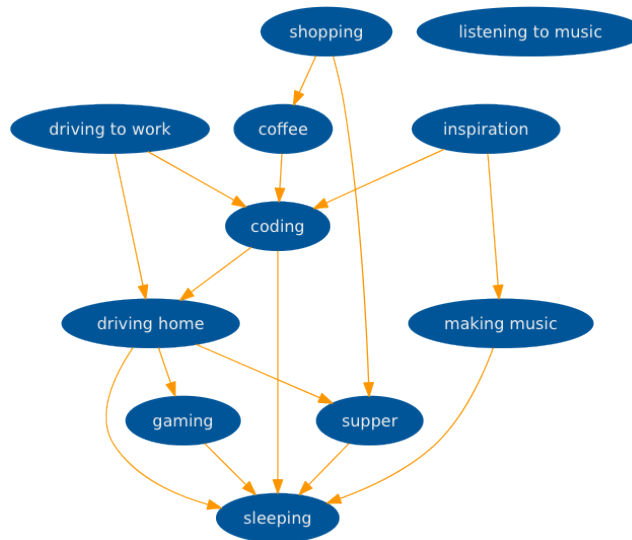 shopping
listening to music
driving to work
coffee
inspiration
coding
driving home
making music
gaming
supper
sleeping